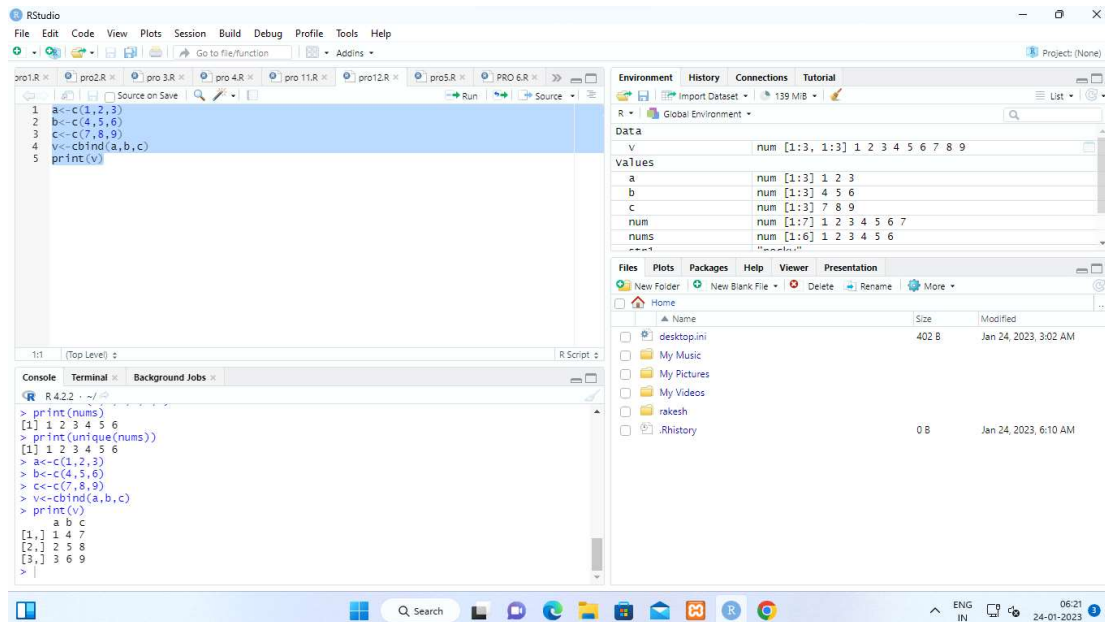 RStudio
File Edit Code View Plots Session Build Debug Profile Tools Help
Go to file/function Addins Project: (None)
pro1.R pro2.R pro 3.R pro 4.R pro 11.R pro12.R pro5.R PRO 6.R
Source on Save Run Source
1 a<-c(1,2,3)
2 b<-c(4,5,6)
3 c<-c(7,8,9)
4 v<-cbind(a,b,c)
5 print(v)
1:1 (Top Level) R Script
Console Terminal Background Jobs
R 4.2.2 · ~/
> print(nums)
[1] 1 2 3 4 5 6
> print(unique(nums))
[1] 1 2 3 4 5 6
> a<-c(1,2,3)
> b<-c(4,5,6)
> c<-c(7,8,9)
> v<-cbind(a,b,c)
> print(v)
a b c
[1,] 1 4 7
[2,] 2 5 8
[3,] 3 6 9
>
Environment History Connections Tutorial
Import Dataset 139 MiB List
R Global Environment
Data
v num [1:3, 1:3] 1 2 3 4 5 6 7 8 9
Values
a num [1:3] 1 2 3
b num [1:3] 4 5 6
c num [1:3] 7 8 9
num num [1:7] 1 2 3 4 5 6 7
nums num [1:6] 1 2 3 4 5 6
Files Plots Packages Help Viewer Presentation
New Folder New Blank File Delete Rename More
Home
Name Size Modified
desktop.ini 402 B Jan 24, 2023, 3:02 AM
My Music
My Pictures
My Videos
rakesh
.Rhistory 0 B Jan 24, 2023, 6:10 AM
Search
ENG
IN
06:21
24-01-2023
3